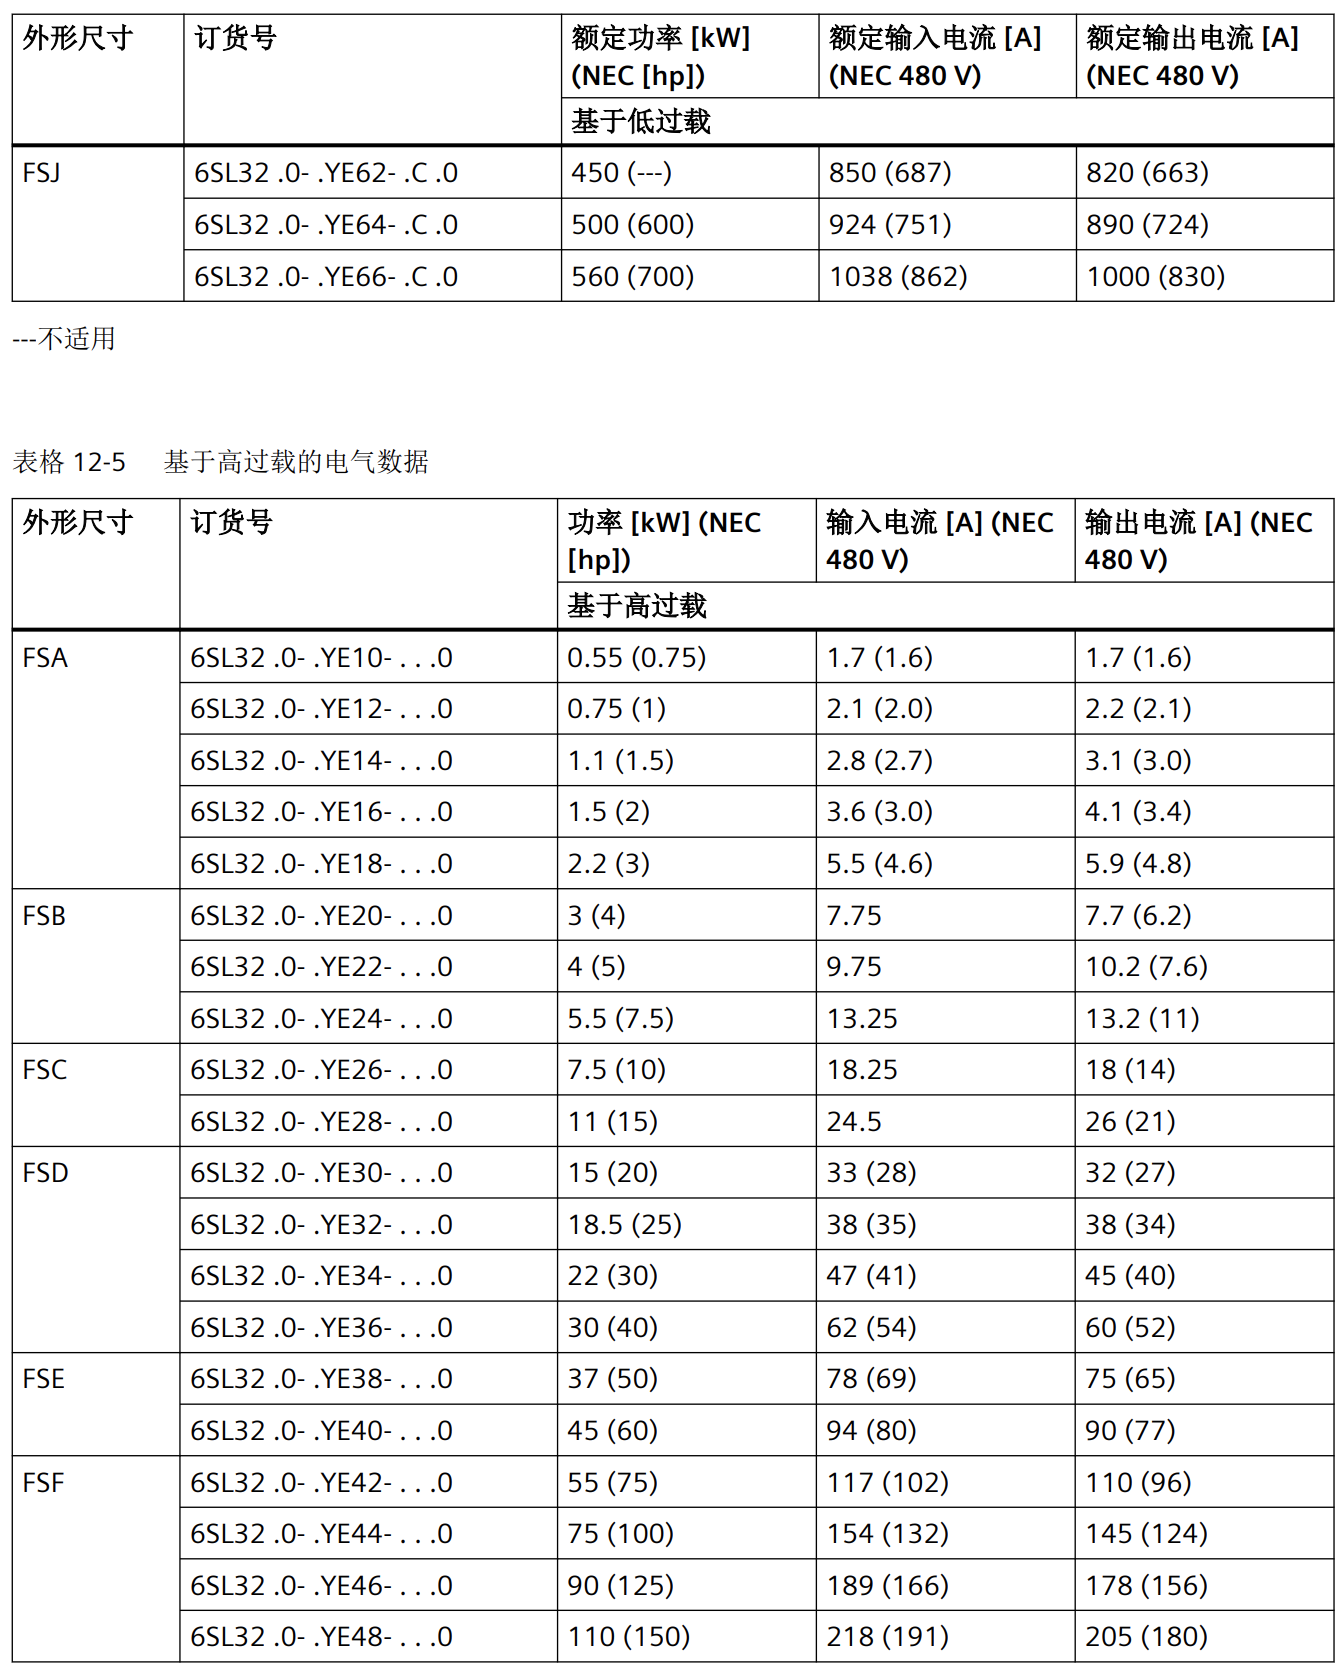 外形尺寸 订货号 额定功率 [kW] 额定输入电流 [A] 额定输出电流 [A]
(NEC [hp]) (NEC 480 V) (NEC 480 V)
基于低过载
FSJ 6SL32 .0- .YE62- .C .0 450 (---) 850 (687) 820 (663)
6SL32 .0- .YE64- .C .0 500 (600) 924 (751) 890 (724)
6SL32 .0- .YE66- .C .0 560 (700) 1038 (862) 1000 (830)
---不适用
表格 12-5 基于高过载的电气数据
外形尺寸 订货号 功率 [kW] (NEC 输入电流 [A] (NEC 输出电流 [A] (NEC
[hp]) 480 V) 480 V)
基于高过载
FSA 6SL32 .0- .YE10- . . .0 0.55 (0.75) 1.7 (1.6) 1.7 (1.6)
6SL32 .0- .YE12- . . .0 0.75 (1) 2.1 (2.0) 2.2 (2.1)
6SL32 .0- .YE14- . . .0 1.1 (1.5) 2.8 (2.7) 3.1 (3.0)
6SL32 .0- .YE16- . . .0 1.5 (2) 3.6 (3.0) 4.1 (3.4)
6SL32 .0- .YE18- . . .0 2.2 (3) 5.5 (4.6) 5.9 (4.8)
FSB 6SL32 .0- .YE20- . . .0 3 (4) 7.75 7.7 (6.2)
6SL32 .0- .YE22- . . .0 4 (5) 9.75 10.2 (7.6)
6SL32 .0- .YE24- . . .0 5.5 (7.5) 13.25 13.2 (11)
FSC 6SL32 .0- .YE26- . . .0 7.5 (10) 18.25 18 (14)
6SL32 .0- .YE28- . . .0 11 (15) 24.5 26 (21)
FSD 6SL32 .0- .YE30- . . .0 15 (20) 33 (28) 32 (27)
6SL32 .0- .YE32- . . .0 18.5 (25) 38 (35) 38 (34)
6SL32 .0- .YE34- . . .0 22 (30) 47 (41) 45 (40)
6SL32 .0- .YE36- . . .0 30 (40) 62 (54) 60 (52)
FSE 6SL32 .0- .YE38- . . .0 37 (50) 78 (69) 75 (65)
6SL32 .0- .YE40- . . .0 45 (60) 94 (80) 90 (77)
FSF 6SL32 .0- .YE42- . . .0 55 (75) 117 (102) 110 (96)
6SL32 .0- .YE44- . . .0 75 (100) 154 (132) 145 (124)
6SL32 .0- .YE46- . . .0 90 (125) 189 (166) 178 (156)
6SL32 .0- .YE48- . . .0 110 (150) 218 (191) 205 (180)